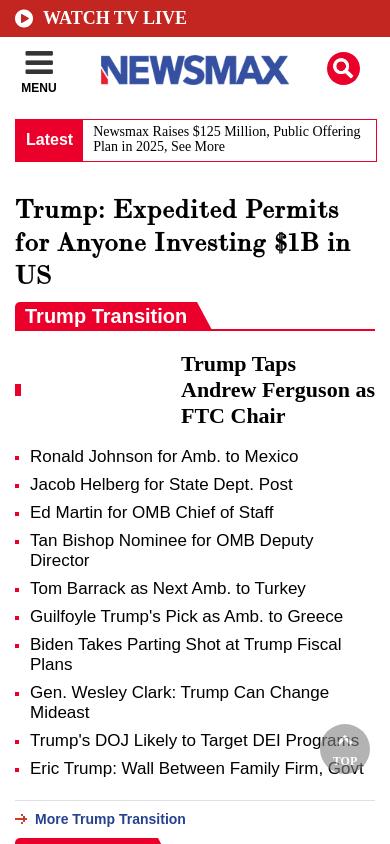 WATCH TV LIVE
MENU
NEWSMAX
Latest
Newsmax Raises $125 Million, Public Offering
Plan in 2025, See More
Trump: Expedited Permits
for Anyone Investing $1B in
US
Trump Transition
Trump Taps
Andrew Ferguson as
FTC Chair
Ronald Johnson for Amb. to Mexico
Jacob Helberg for State Dept. Post
Ed Martin for OMB Chief of Staff
Tan Bishop Nominee for OMB Deputy
Director
Tom Barrack as Next Amb. to Turkey
Guilfoyle Trump's Pick as Amb. to Greece
Biden Takes Parting Shot at Trump Fiscal
Plans
Gen. Wesley Clark: Trump Can Change
Mideast
Trump's DOJ Likely to Target DEI Programs
Eric Trump: Wall Between Family Firm, Govt
TOP
More Trump Transition